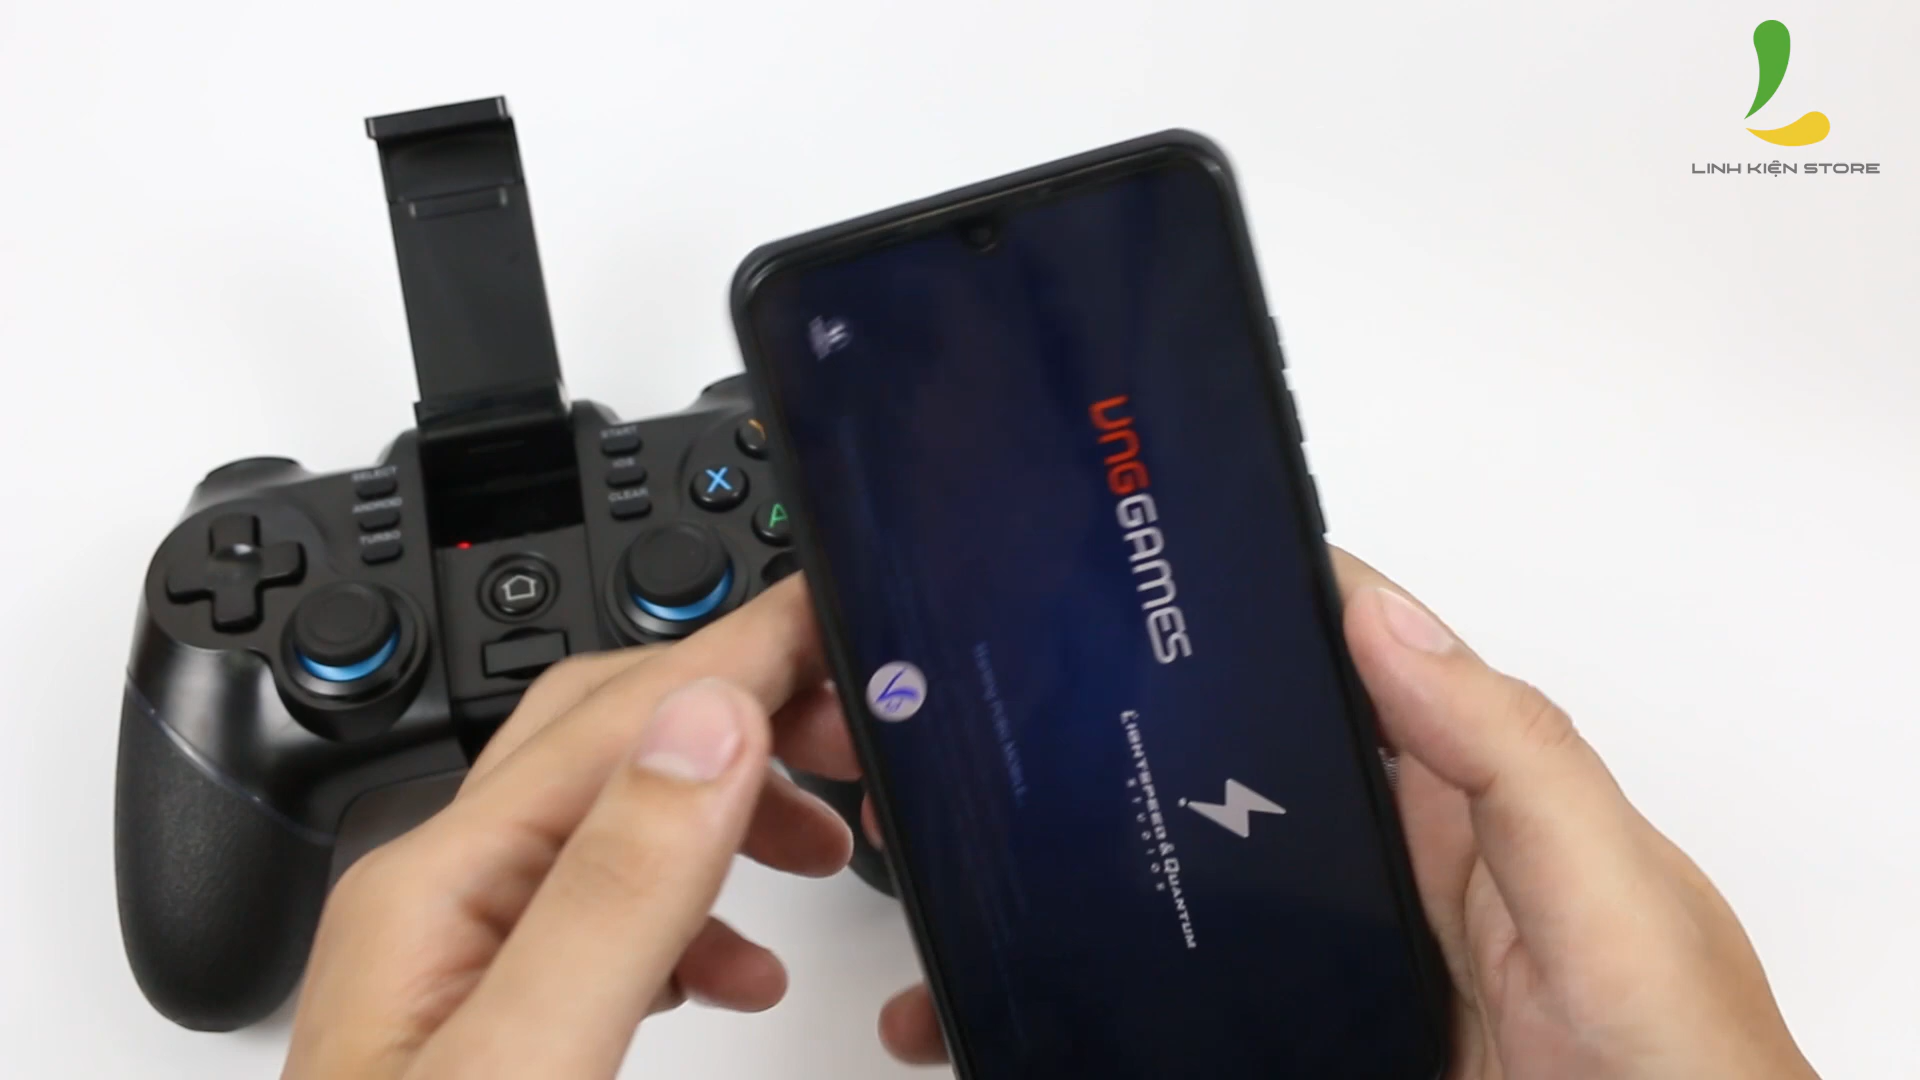 LINH KIỆN STORE
SELECT
ANDROID
TURBO
START
iOS
CLEAR
X
A
VNGGAMES
LIGHTSPEED & QUANTUM
STUDIOS